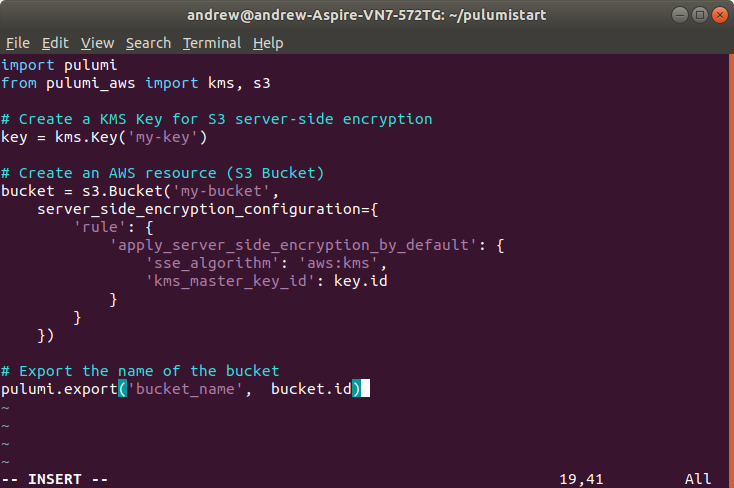 andrew@andrew-Aspire-VN7-572TG: ~/pulumistart
File Edit View Search Terminal Help
import pulumi
from pulumi_aws import kms, s3

# Create a KMS Key for S3 server-side encryption
key = kms.Key('my-key')

# Create an AWS resource (S3 Bucket)
bucket = s3.Bucket('my-bucket',
    server_side_encryption_configuration={
        'rule': {
            'apply_server_side_encryption_by_default': {
                'sse_algorithm': 'aws:kms',
                'kms_master_key_id': key.id
            }
        }
    })

# Export the name of the bucket
pulumi.export('bucket_name',  bucket.id)
~
~
~
~
-- INSERT --                                                  19,41         All